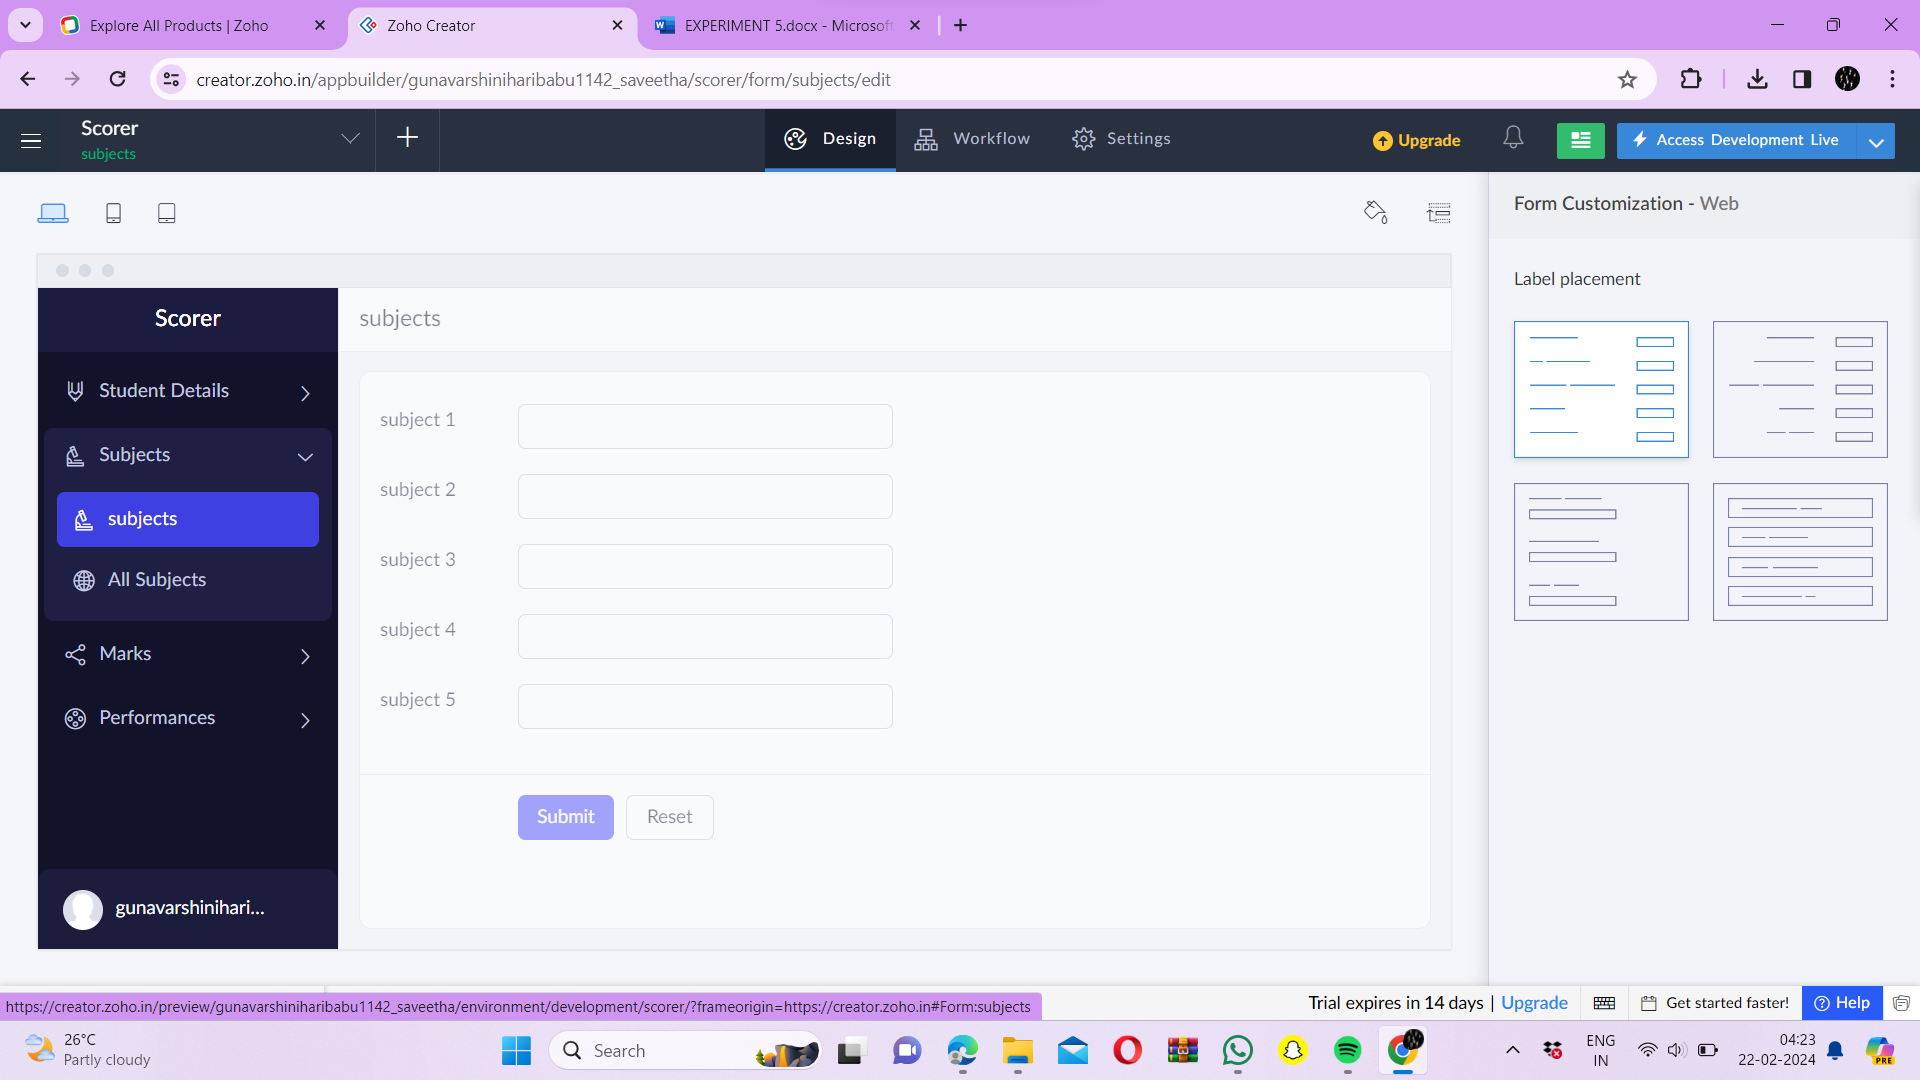 Explore All Products | Zoho
Zoho Creator
EXPERIMENT 5.docx - Microsoft
creator.zoho.in/appbuilder/gunavarshiniharibabu1142_saveetha/scorer/form/subjects/edit
Scorer
subjects
Design
Workflow
Settings
Upgrade
Access Development Live
Form Customization - Web
Label placement
Scorer
subjects
Student Details
Subjects
subjects
All Subjects
Marks
Performances
gunavarshinihari...
subject 1
subject 2
subject 3
subject 4
subject 5
Submit
Reset
https://creator.zoho.in/preview/gunavarshiniharibabu1142_saveetha/environment/development/scorer/?frameorigin=https://creator.zoho.in#Form:subjects
Trial expires in 14 days | Upgrade
Get started faster!
Help
26°C
Partly cloudy
Search
ENG
IN
04:23
22-02-2024
PRE